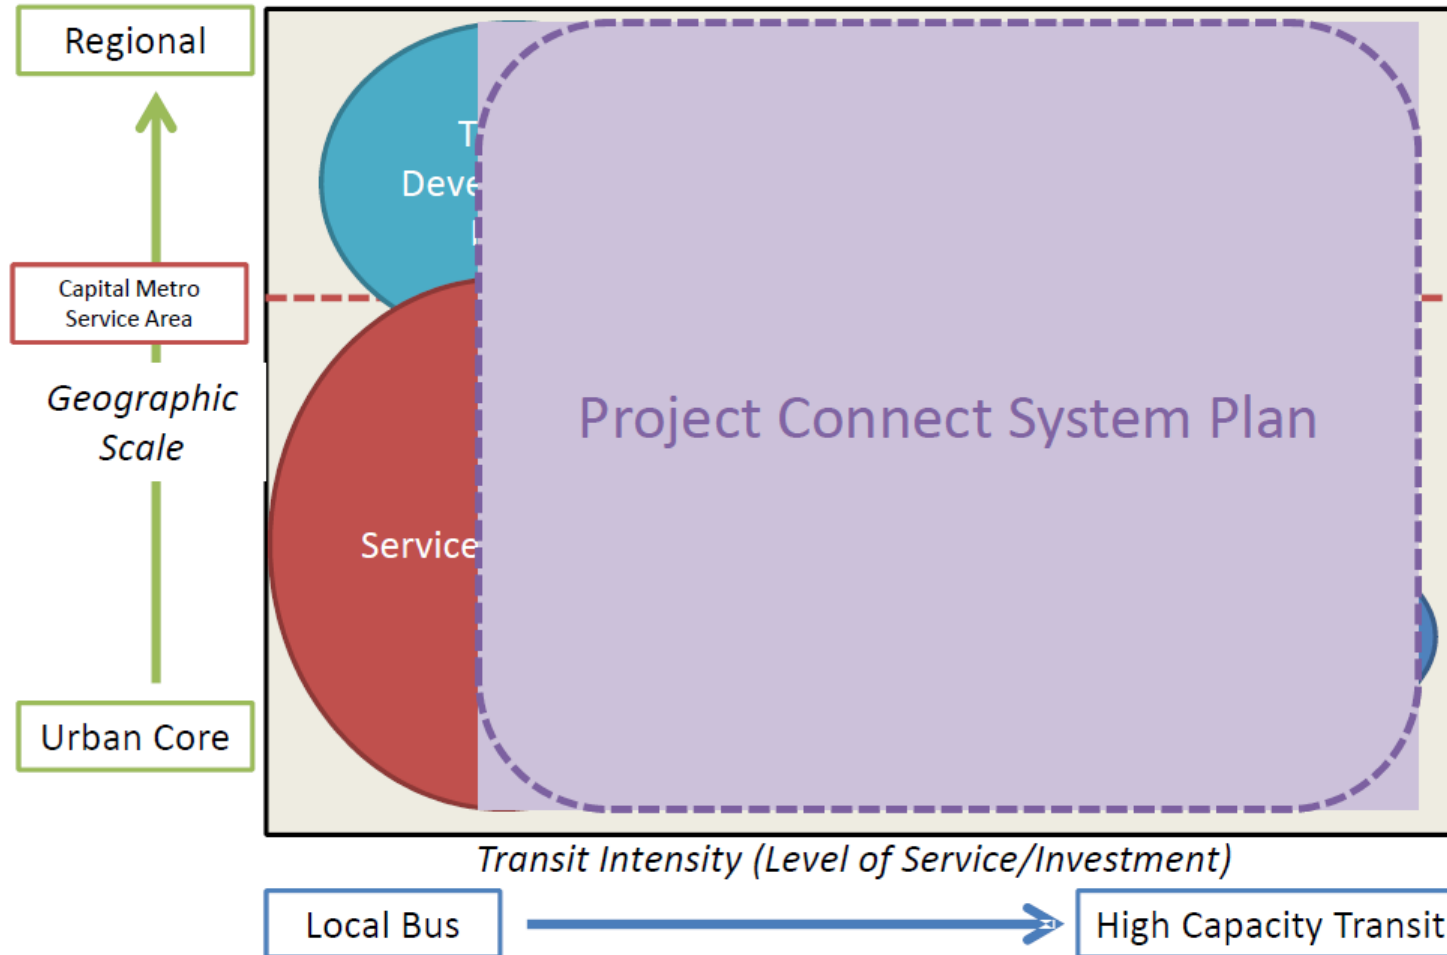 Regional
Capital Metro
Service Area
Geographic
Scale
Urban Core
Project Connect System Plan
Service
Transit Intensity (Level of Service/Investment)
Local Bus
High Capacity Transit